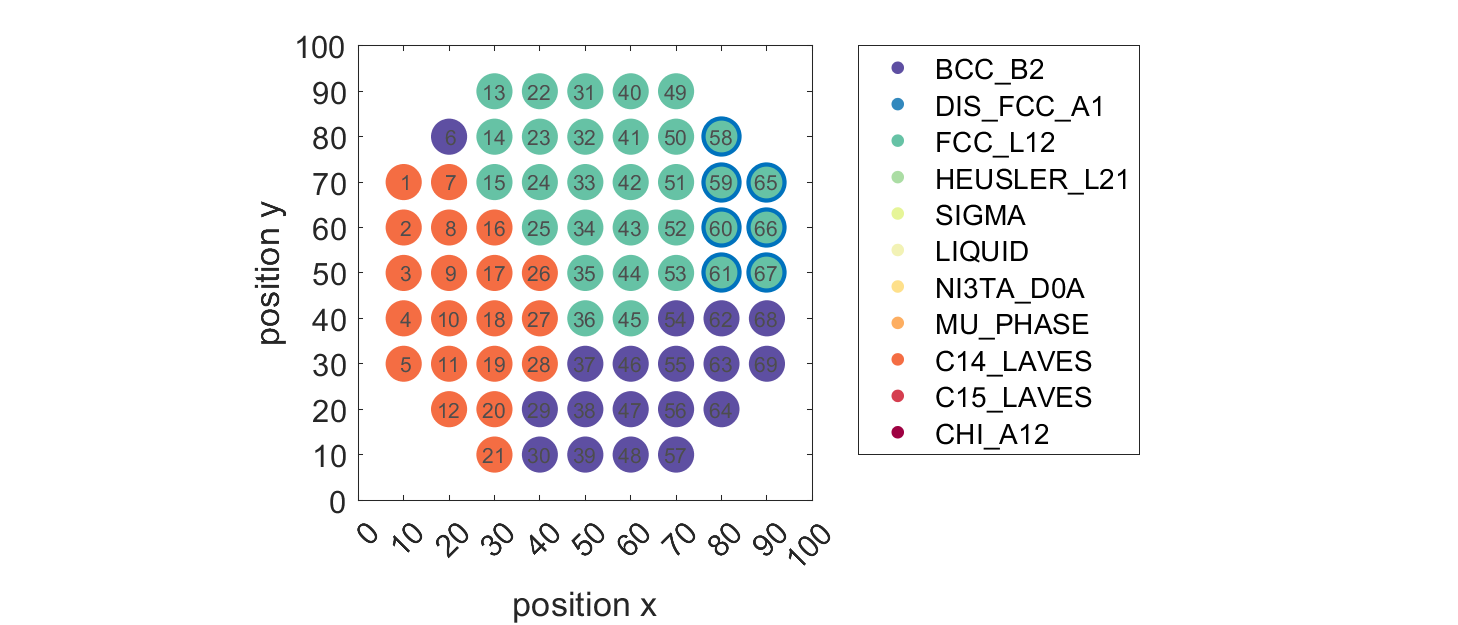 100
90
80
70
60
50
40
30
20
10
0
13 22 31 40 49
6 14 23 32 41 50 58
1 7 15 24 33 42 51 59 65
2 8 16 25 34 43 52 60 66
3 9 17 26 35 44 53 61 67
4 10 18 27 36 45 54 62 68
5 11 19 28 37 46 55 63 69
12 20 29 38 47 56 64
21 30 39 48 57
0 10 20 30 40 50 60 70 80 90 100
position x
position y
BCC_B2
DIS_FCC_A1
FCC_L12
HEUSLER_L21
SIGMA
LIQUID
NI3TA_D0A
MU_PHASE
C14_LAVES
C15_LAVES
CHI_A12